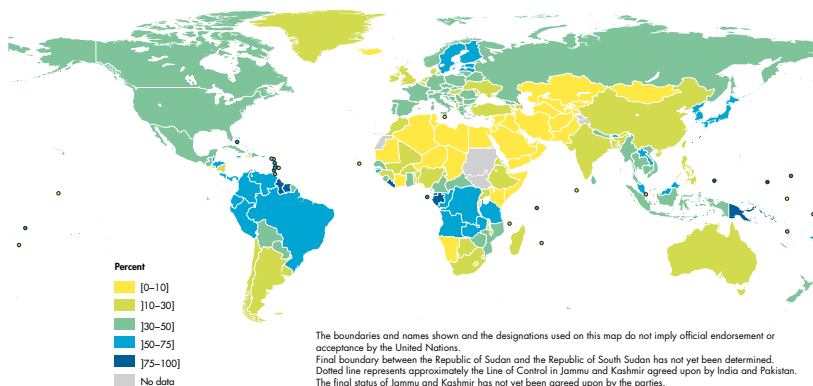 Percent
[0–10]
]10–30]
]30–50]
]50–75]
]75–100]
No data
The boundaries and names shown and the designations used on this map do not imply official endorsement or
acceptance by the United Nations.
Final boundary between the Republic of Sudan and the Republic of South Sudan has not yet been determined.
Dotted line represents approximately the Line of Control in Jammu and Kashmir agreed upon by India and Pakistan.
The final status of Jammu and Kashmir has not yet been agreed upon by the parties.